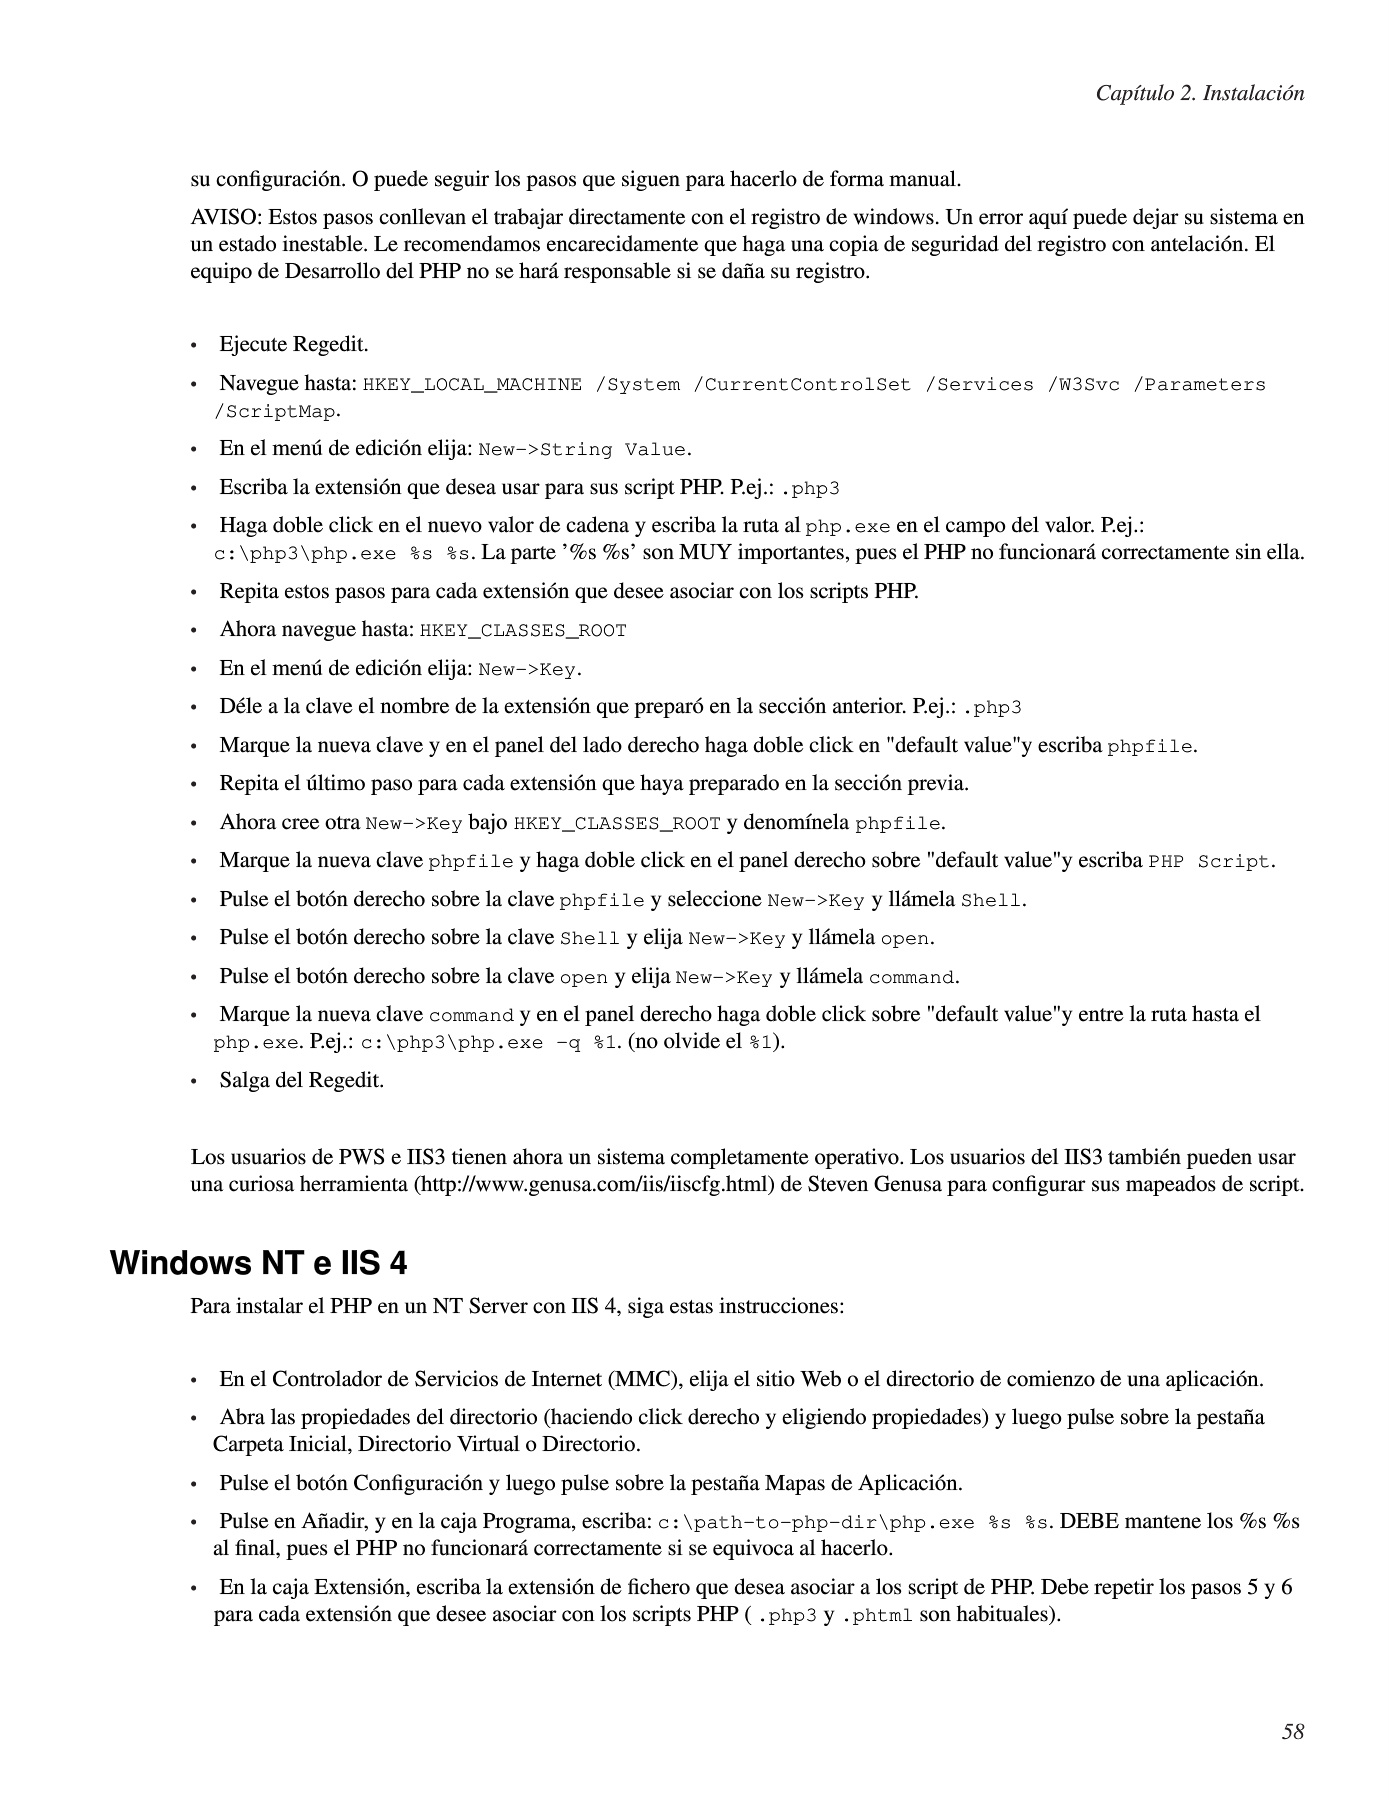 Capítulo 2. Instalación
su configuración. O puede seguir los pasos que siguen para hacerlo de forma manual.
AVISO: Estos pasos conllevan el trabajar directamente con el registro de windows. Un error aquí puede dejar su sistema en
un estado inestable. Le recomendamos encarecidamente que haga una copia de seguridad del registro con antelación. El
equipo de Desarrollo del PHP no se hará responsable si se daña su registro.
• Ejecute Regedit.
• Navegue hasta: HKEY_LOCAL_MACHINE /System /CurrentControlSet /Services /W3Svc /Parameters
/ScriptMap.
• En el menú de edición elija: New->String Value.
• Escriba la extensión que desea usar para sus script PHP. P.ej.: .php3
• Haga doble click en el nuevo valor de cadena y escriba la ruta al php.exe en el campo del valor. P.ej.:
c:\php3\php.exe %s %s. La parte ’%s %s’ son MUY importantes, pues el PHP no funcionará correctamente sin ella.
• Repita estos pasos para cada extensión que desee asociar con los scripts PHP.
• Ahora navegue hasta: HKEY_CLASSES_ROOT
• En el menú de edición elija: New->Key.
• Déle a la clave el nombre de la extensión que preparó en la sección anterior. P.ej.: .php3
• Marque la nueva clave y en el panel del lado derecho haga doble click en "default value"y escriba phpfile.
• Repita el último paso para cada extensión que haya preparado en la sección previa.
• Ahora cree otra New->Key bajo HKEY_CLASSES_ROOT y denomínela phpfile.
• Marque la nueva clave phpfile y haga doble click en el panel derecho sobre "default value"y escriba PHP Script.
• Pulse el botón derecho sobre la clave phpfile y seleccione New->Key y llámela Shell.
• Pulse el botón derecho sobre la clave Shell y elija New->Key y llámela open.
• Pulse el botón derecho sobre la clave open y elija New->Key y llámela command.
• Marque la nueva clave command y en el panel derecho haga doble click sobre "default value"y entre la ruta hasta el
php.exe. P.ej.: c:\php3\php.exe -q %1. (no olvide el %1).
• Salga del Regedit.
Los usuarios de PWS e IIS3 tienen ahora un sistema completamente operativo. Los usuarios del IIS3 también pueden usar
una curiosa herramienta (http://www.genusa.com/iis/iiscfg.html) de Steven Genusa para configurar sus mapeados de script.
Windows NT e IIS 4
Para instalar el PHP en un NT Server con IIS 4, siga estas instrucciones:
• En el Controlador de Servicios de Internet (MMC), elija el sitio Web o el directorio de comienzo de una aplicación.
• Abra las propiedades del directorio (haciendo click derecho y eligiendo propiedades) y luego pulse sobre la pestaña
Carpeta Inicial, Directorio Virtual o Directorio.
• Pulse el botón Configuración y luego pulse sobre la pestaña Mapas de Aplicación.
• Pulse en Añadir, y en la caja Programa, escriba: c:\path-to-php-dir\php.exe %s %s. DEBE mantene los %s %s
al final, pues el PHP no funcionará correctamente si se equivoca al hacerlo.
• En la caja Extensión, escriba la extensión de fichero que desea asociar a los script de PHP. Debe repetir los pasos 5 y 6
para cada extensión que desee asociar con los scripts PHP ( .php3 y .phtml son habituales).
58